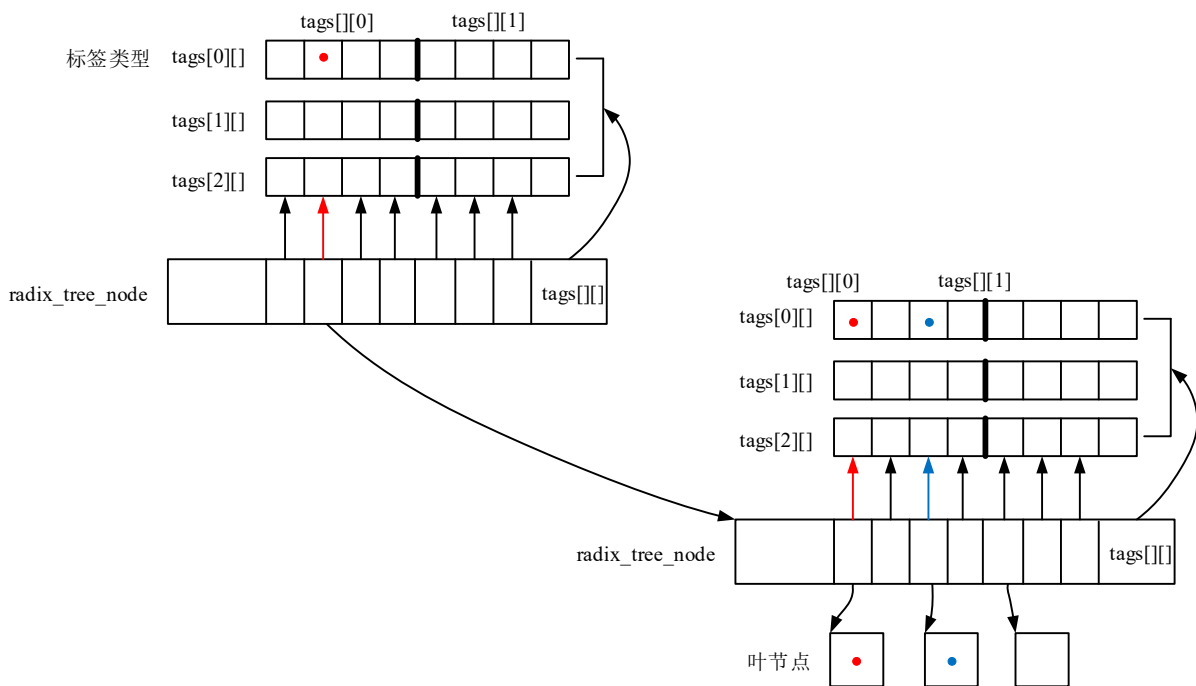 tags[][0] tags[][1]
标签类型 tags[0][]
tags[1][]
tags[2][]
radix_tree_node tags[][]
tags[][0] tags[][1]
tags[0][]
tags[1][]
tags[2][]
radix_tree_node tags[][]
叶节点